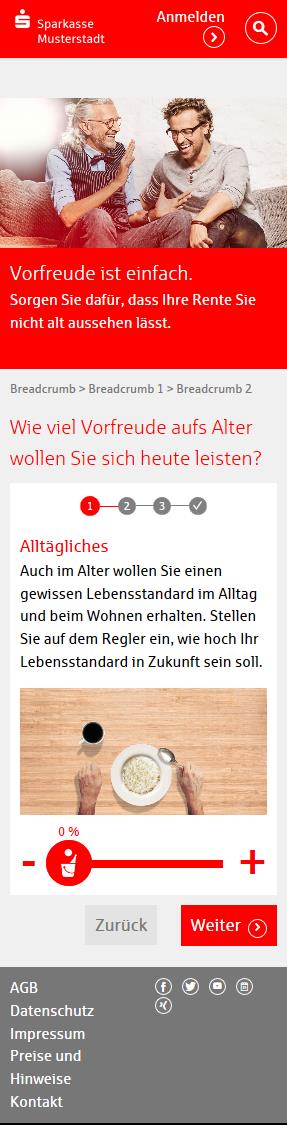 Sparkasse
Musterstadt
Anmelden
Vorfreude ist einfach.
Sorgen Sie dafür, dass Ihre Rente Sie
nicht alt aussehen lässt.
Breadcrumb > Breadcrumb 1 > Breadcrumb 2
Wie viel Vorfreude aufs Alter
wollen Sie sich heute leisten?
1 2 3
Alltägliches
Auch im Alter wollen Sie einen
gewissen Lebensstandard im Alltag
und beim Wohnen erhalten. Stellen
Sie auf dem Regler ein, wie hoch Ihr
Lebensstandard in Zukunft sein soll.
0 %
- +
Zurück Weiter
AGB
Datenschutz
Impressum
Preise und
Hinweise
Kontakt